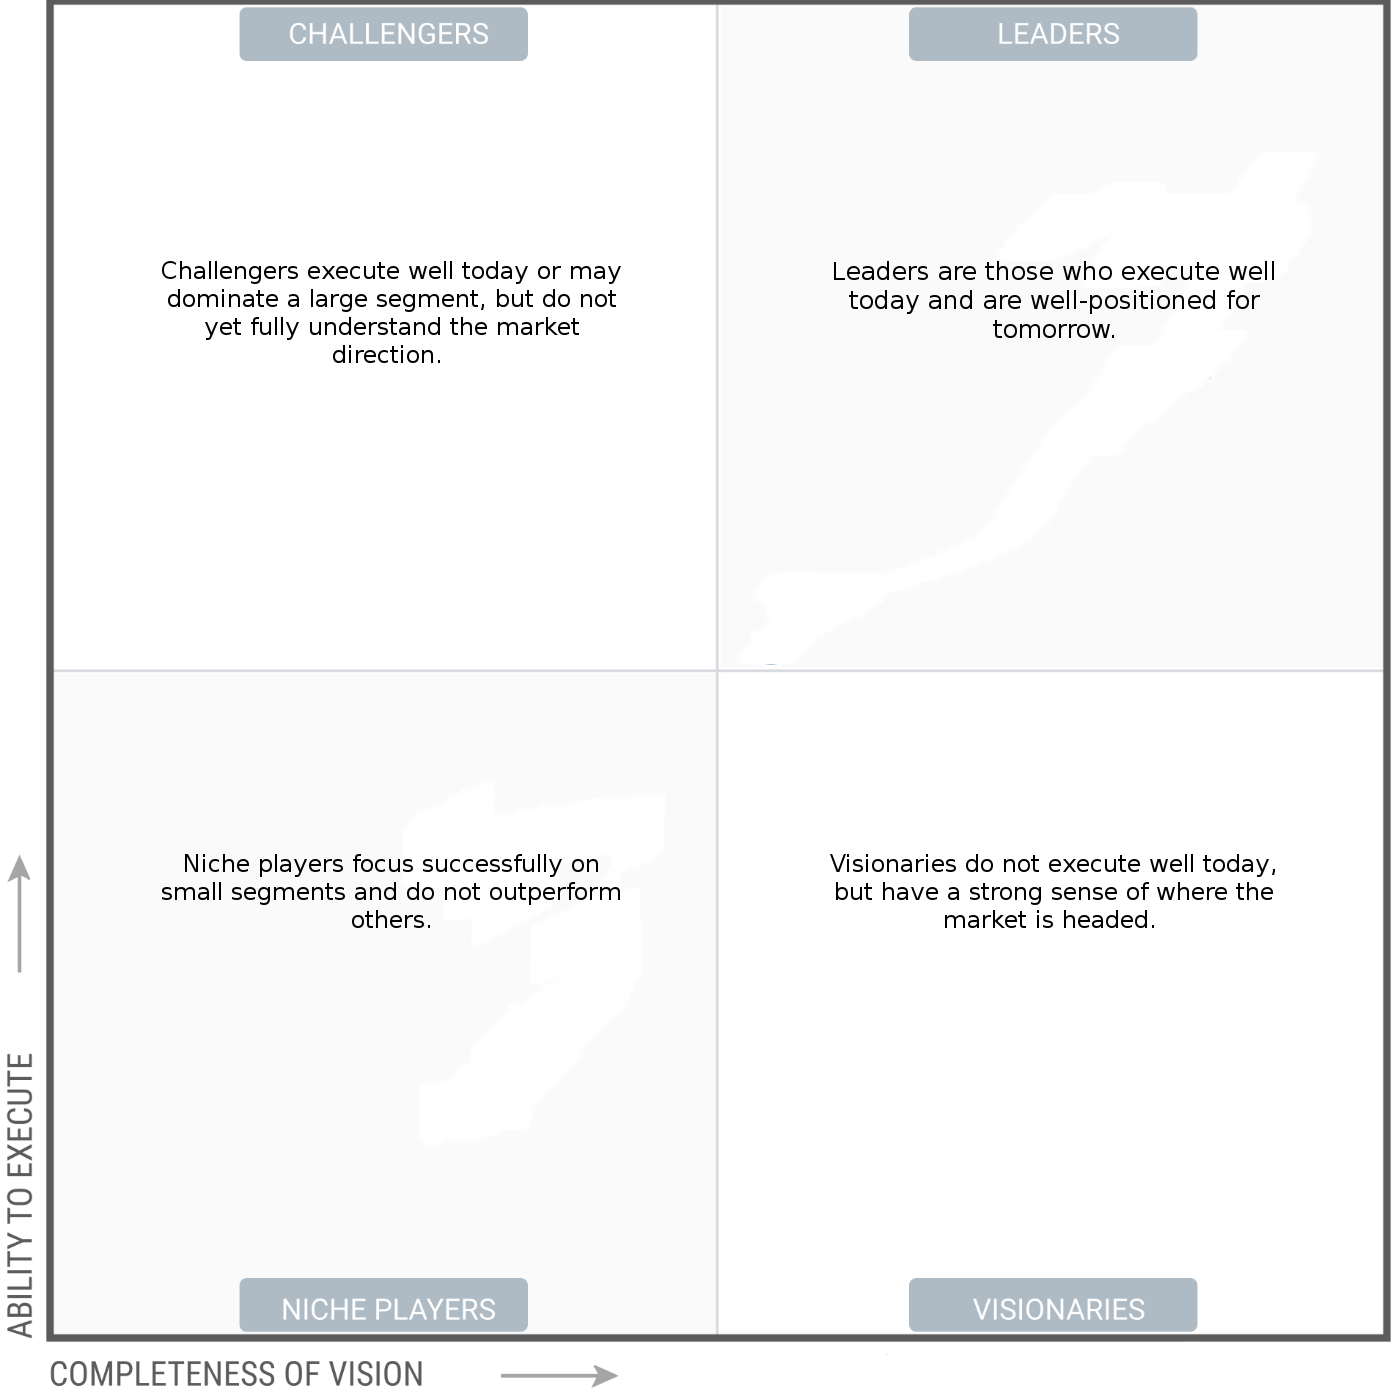 CHALLENGERS
LEADERS
Challengers execute well today or may
dominate a large segment, but do not
yet fully understand the market
direction.
Leaders are those who execute well
today and are well-positioned for
tomorrow.
Niche players focus successfully on
small segments and do not outperform
others.
Visionaries do not execute well today,
but have a strong sense of where the
market is headed.
NICHE PLAYERS
VISIONARIES
ABILITY TO EXECUTE
COMPLETENESS OF VISION